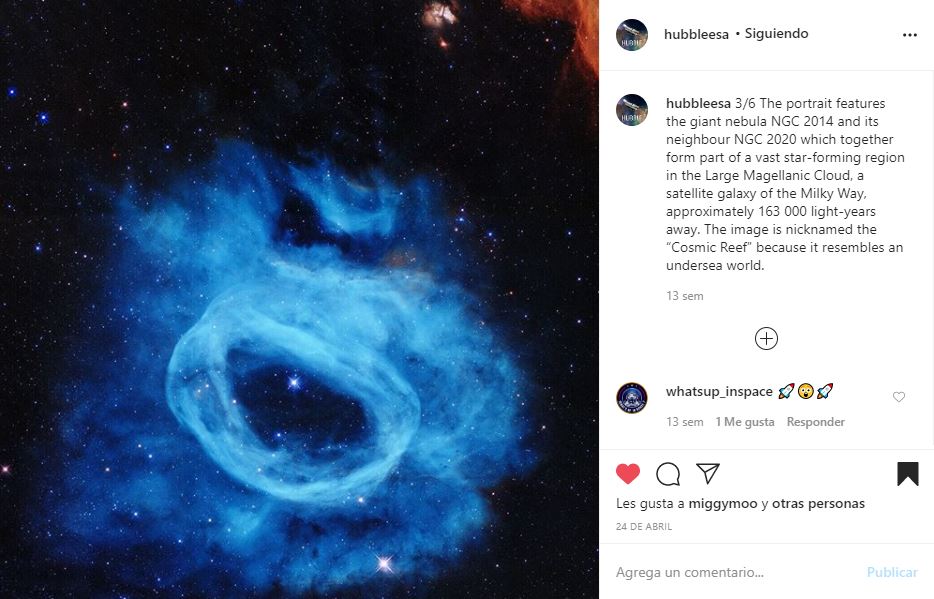 hubbleesa • Siguiendo
hubbleesa 3/6 The portrait features
the giant nebula NGC 2014 and its
neighbour NGC 2020 which together
form part of a vast star-forming region
in the Large Magellanic Cloud, a
satellite galaxy of the Milky Way,
approximately 163 000 light-years
away. The image is nicknamed the
“Cosmic Reef” because it resembles an
undersea world.
13 sem
whatsup_inspace 🚀😮🚀
13 sem 1 Me gusta Responder
Les gusta a miggymoo y otras personas
24 DE ABRIL
Agrega un comentario... Publicar